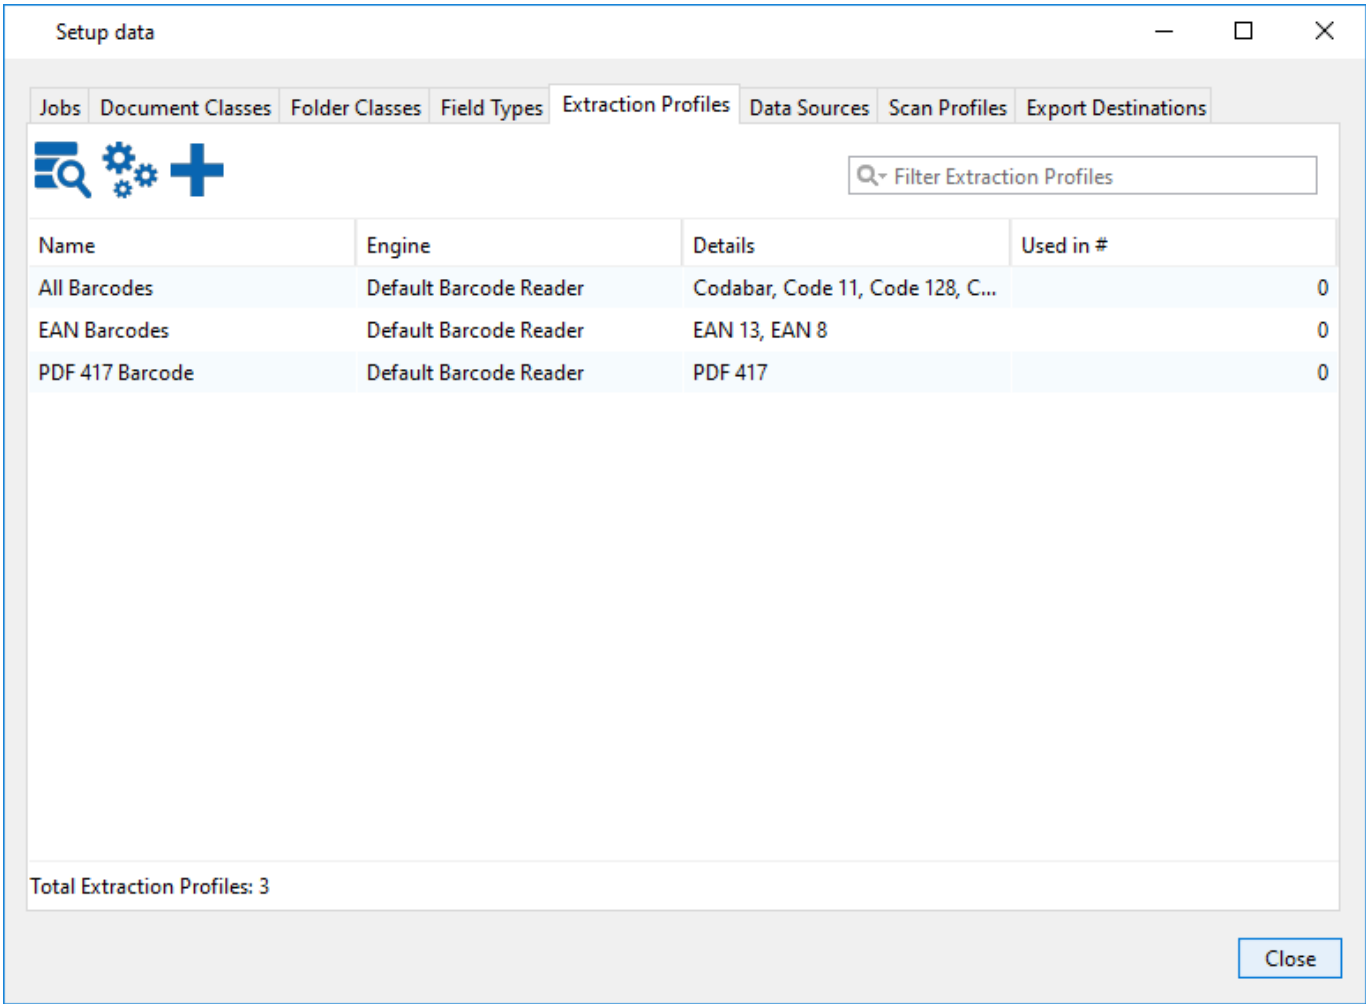 Setup data
Jobs Document Classes Folder Classes Field Types Extraction Profiles Data Sources Scan Profiles Export Destinations
Filter Extraction Profiles
Name Engine Details Used in #
All Barcodes Default Barcode Reader Codabar, Code 11, Code 128, C... 0
EAN Barcodes Default Barcode Reader EAN 13, EAN 8 0
PDF 417 Barcode Default Barcode Reader PDF 417 0
Total Extraction Profiles: 3
Close